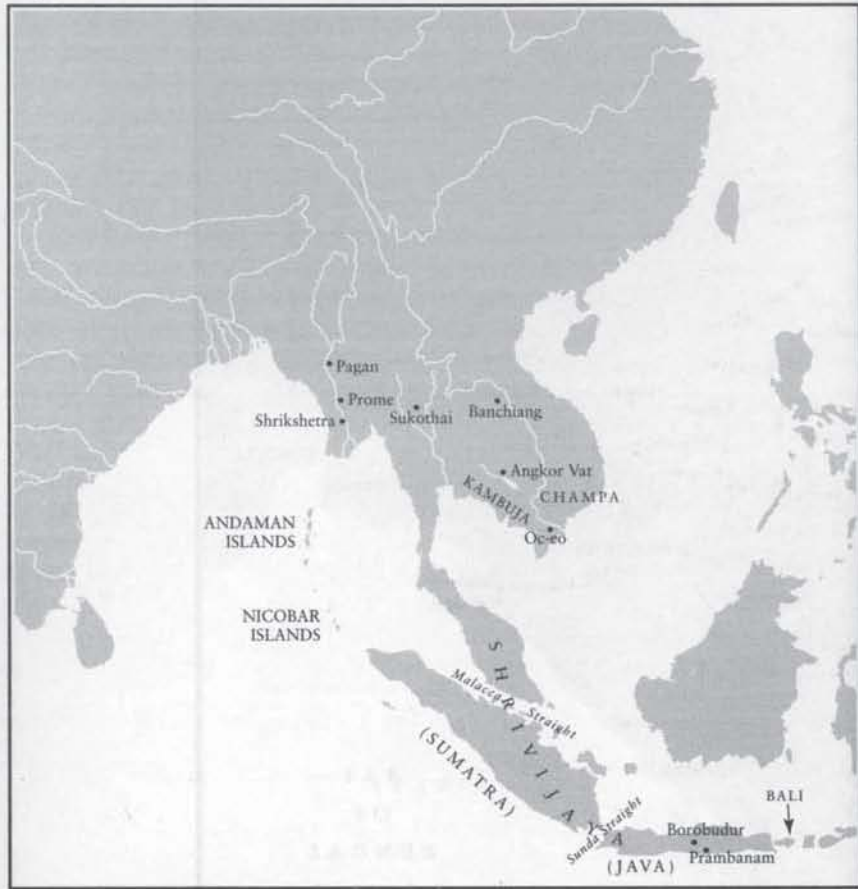 Pagan
Prome
Shrikshetra
Sukothai
Banchiang
Angkor Vat
KAMBUJA
CHAMPA
Oc-eo
ANDAMAN
ISLANDS
NICOBAR
ISLANDS
SHRIVIJAYA
Malacca Straight
(SUMATRA)
Sunda Straight
BALI
Borobudur
Prambanam
(JAVA)